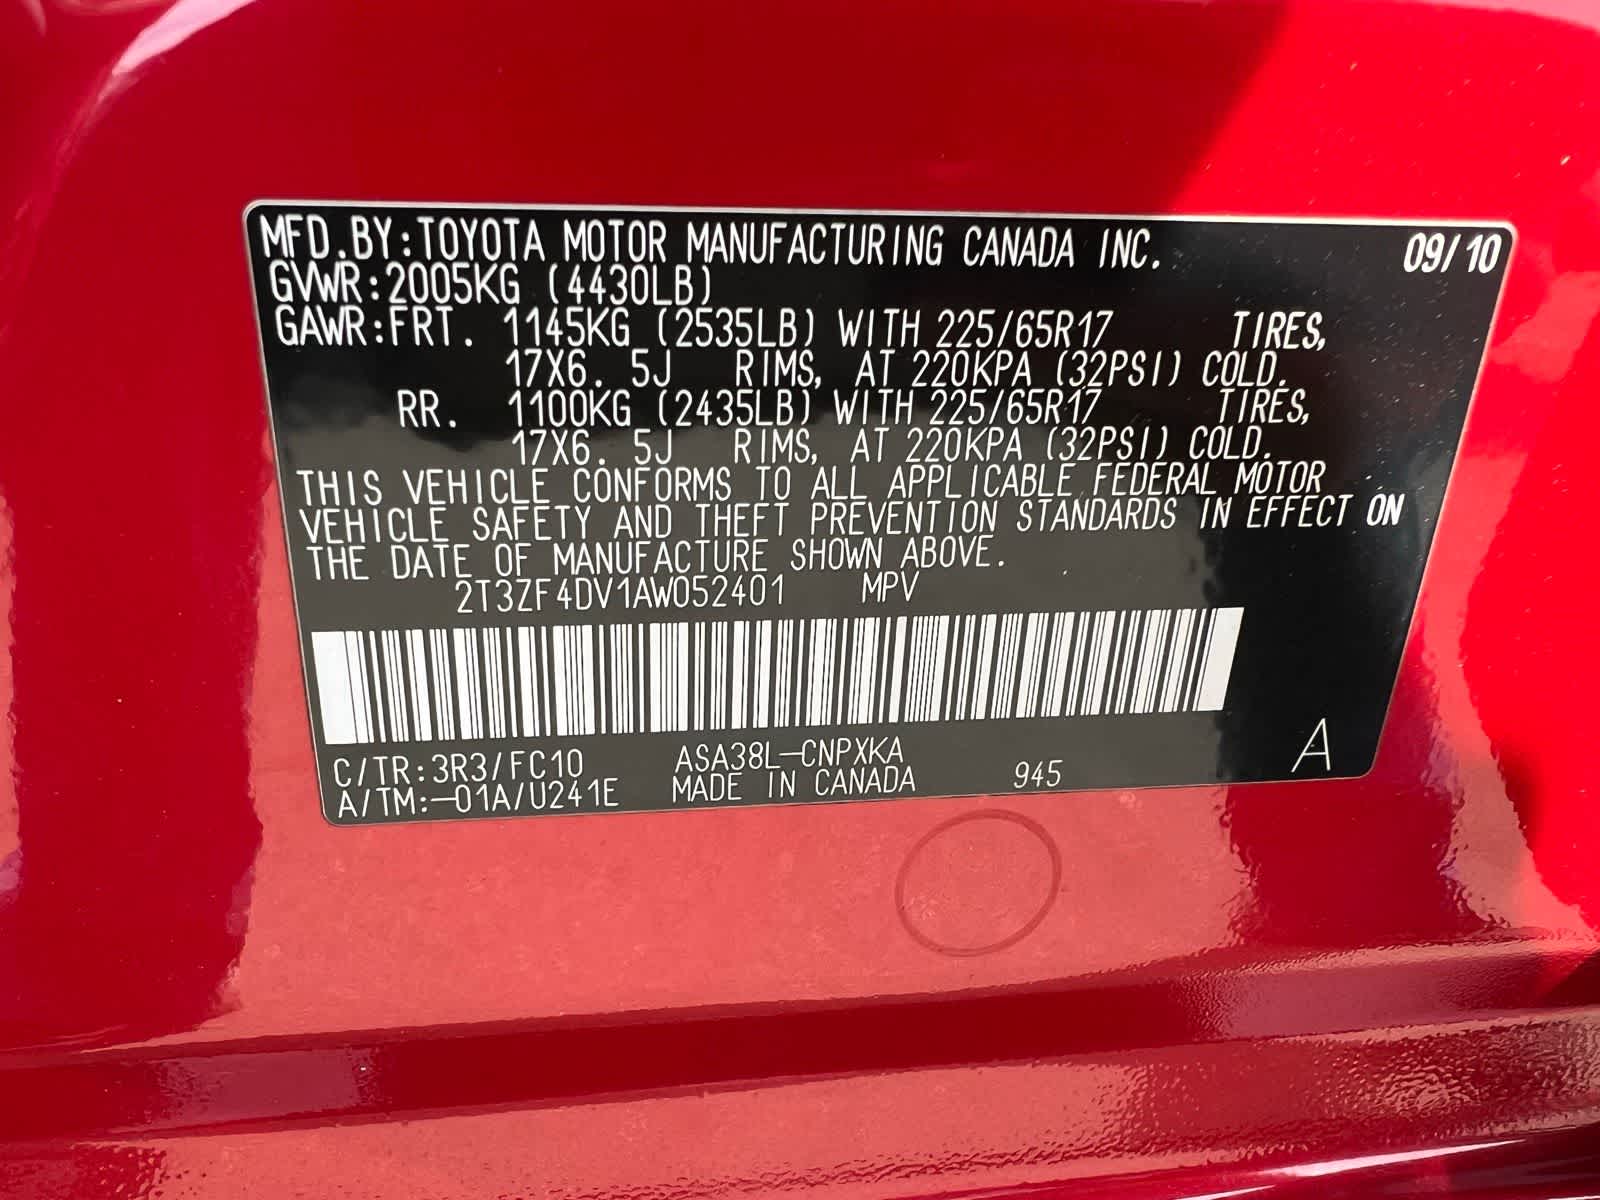 MFD.BY:TOYOTA MOTOR MANUFACTURING CANADA INC. 09/10
GVWR:2005KG (4430LB)
GAWR:FRT. 1145KG (2535LB) WITH 225/65R17 TIRES,
17X6. 5J RIMS, AT 220KPA (32PSI) COLD.
RR. 1100KG (2435LB) WITH 225/65R17 TIRES,
17X6. 5J RIMS, AT 220KPA (32PSI) COLD.
THIS VEHICLE CONFORMS TO ALL APPLICABLE FEDERAL MOTOR
VEHICLE SAFETY AND THEFT PREVENTION STANDARDS IN EFFECT ON
THE DATE OF MANUFACTURE SHOWN ABOVE.
2T3ZF4DV1AW052401 MPV
C/TR:3R3/FC10 ASA38L-CNPXKA
A/TM:-01A/U241E MADE IN CANADA 945 A